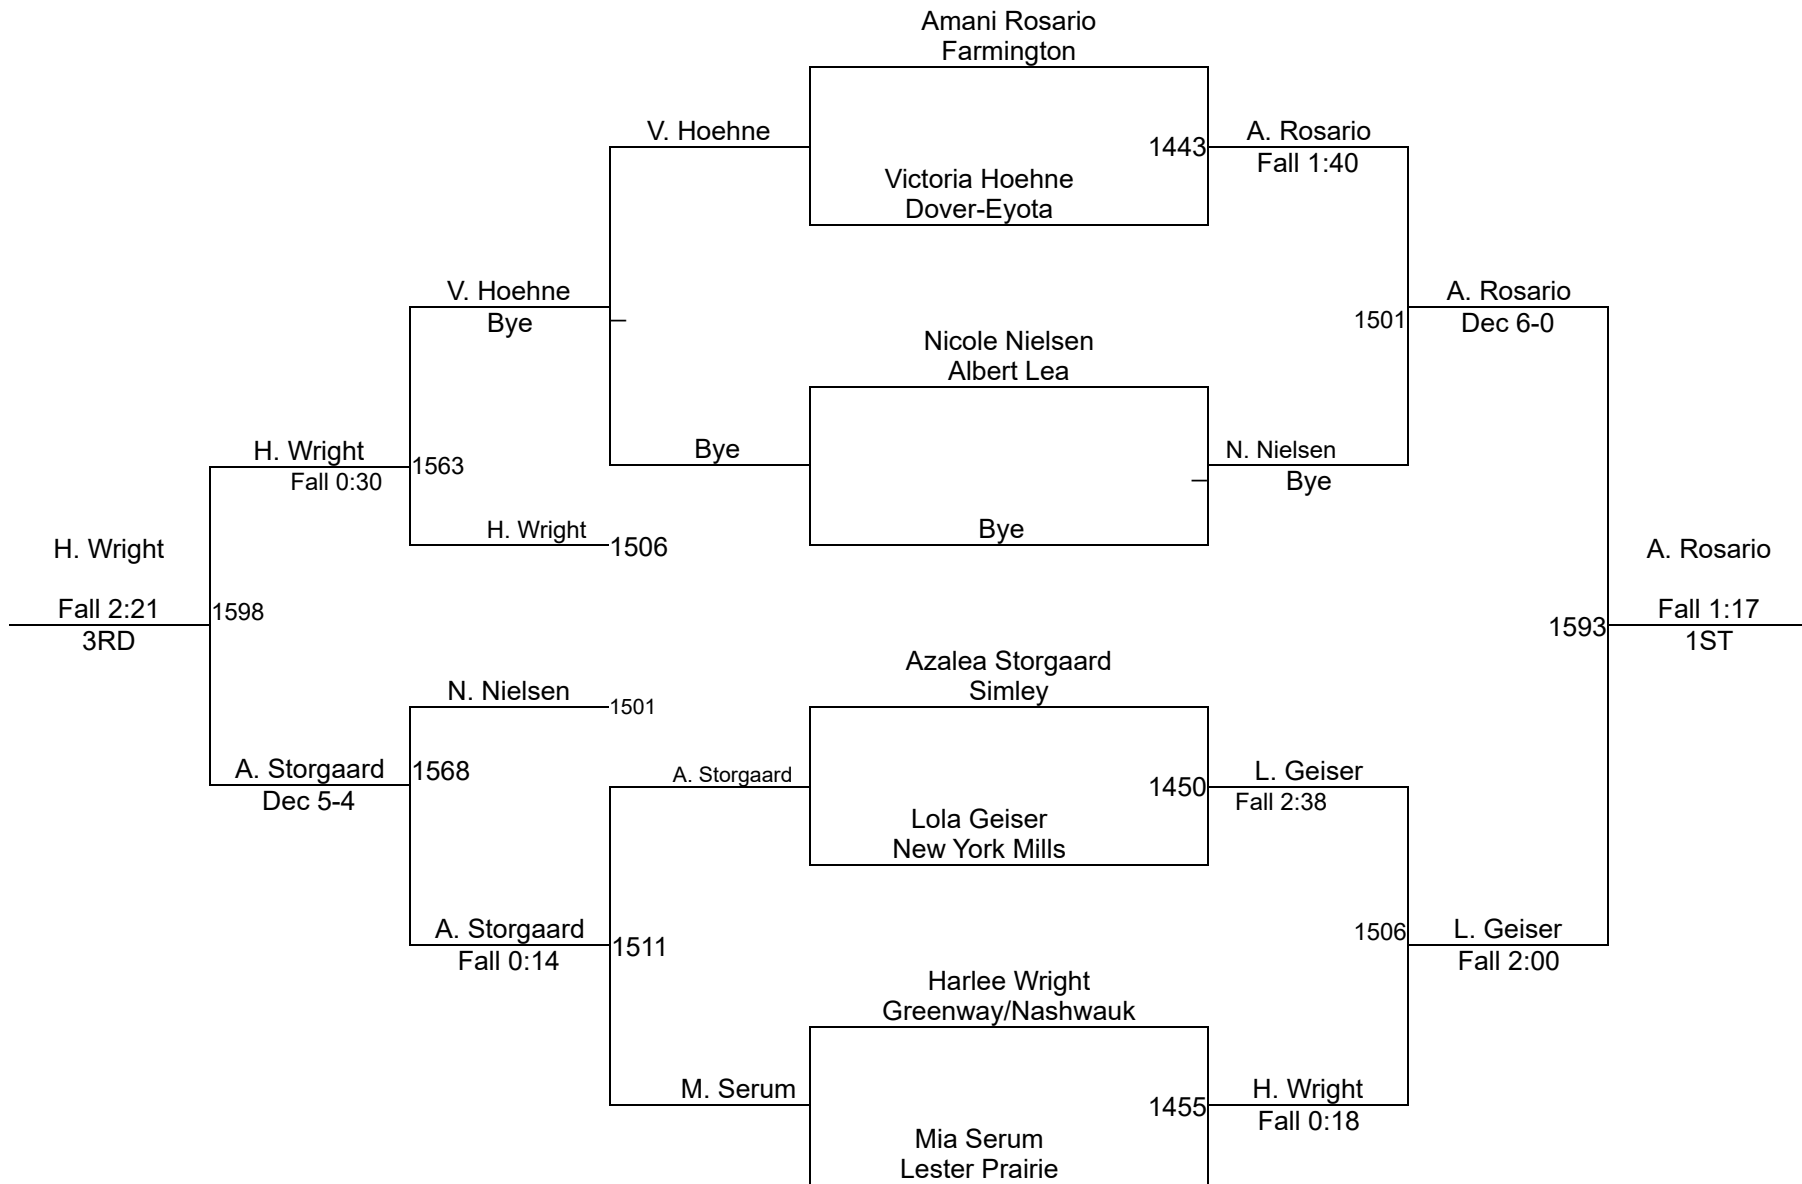 Amani Rosario
Farmington
V. Hoehne
1443
A. Rosario
Fall 1:40
Victoria Hoehne
Dover-Eyota
V. Hoehne
Bye
1501
A. Rosario
Dec 6-0
Nicole Nielsen
Albert Lea
H. Wright
Fall 0:30
1563
Bye
N. Nielsen
Bye
H. Wright
1506
Bye
H. Wright
Fall 2:21
3RD
1598
1593
A. Rosario
Fall 1:17
1ST
N. Nielsen
1501
Azalea Storgaard
Simley
A. Storgaard
Dec 5-4
1568
A. Storgaard
1450
L. Geiser
Fall 2:38
Lola Geiser
New York Mills
A. Storgaard
Fall 0:14
1511
1506
L. Geiser
Fall 2:00
Harlee Wright
Greenway/Nashwauk
M. Serum
1455
H. Wright
Fall 0:18
Mia Serum
Lester Prairie